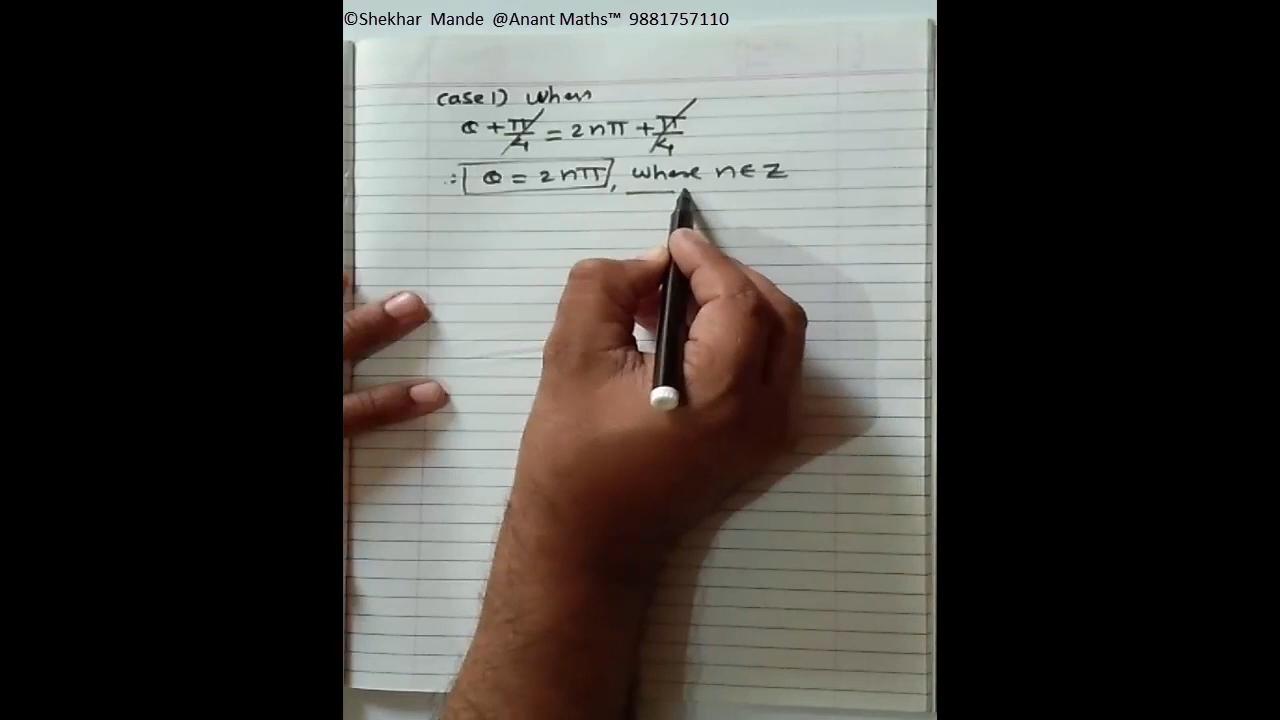 ©Shekhar Mande @Anant Maths™ 9881757110
case 1) when
θ + π/4 = 2nπ + π/4
∴ θ = 2nπ, where n ∈ Z